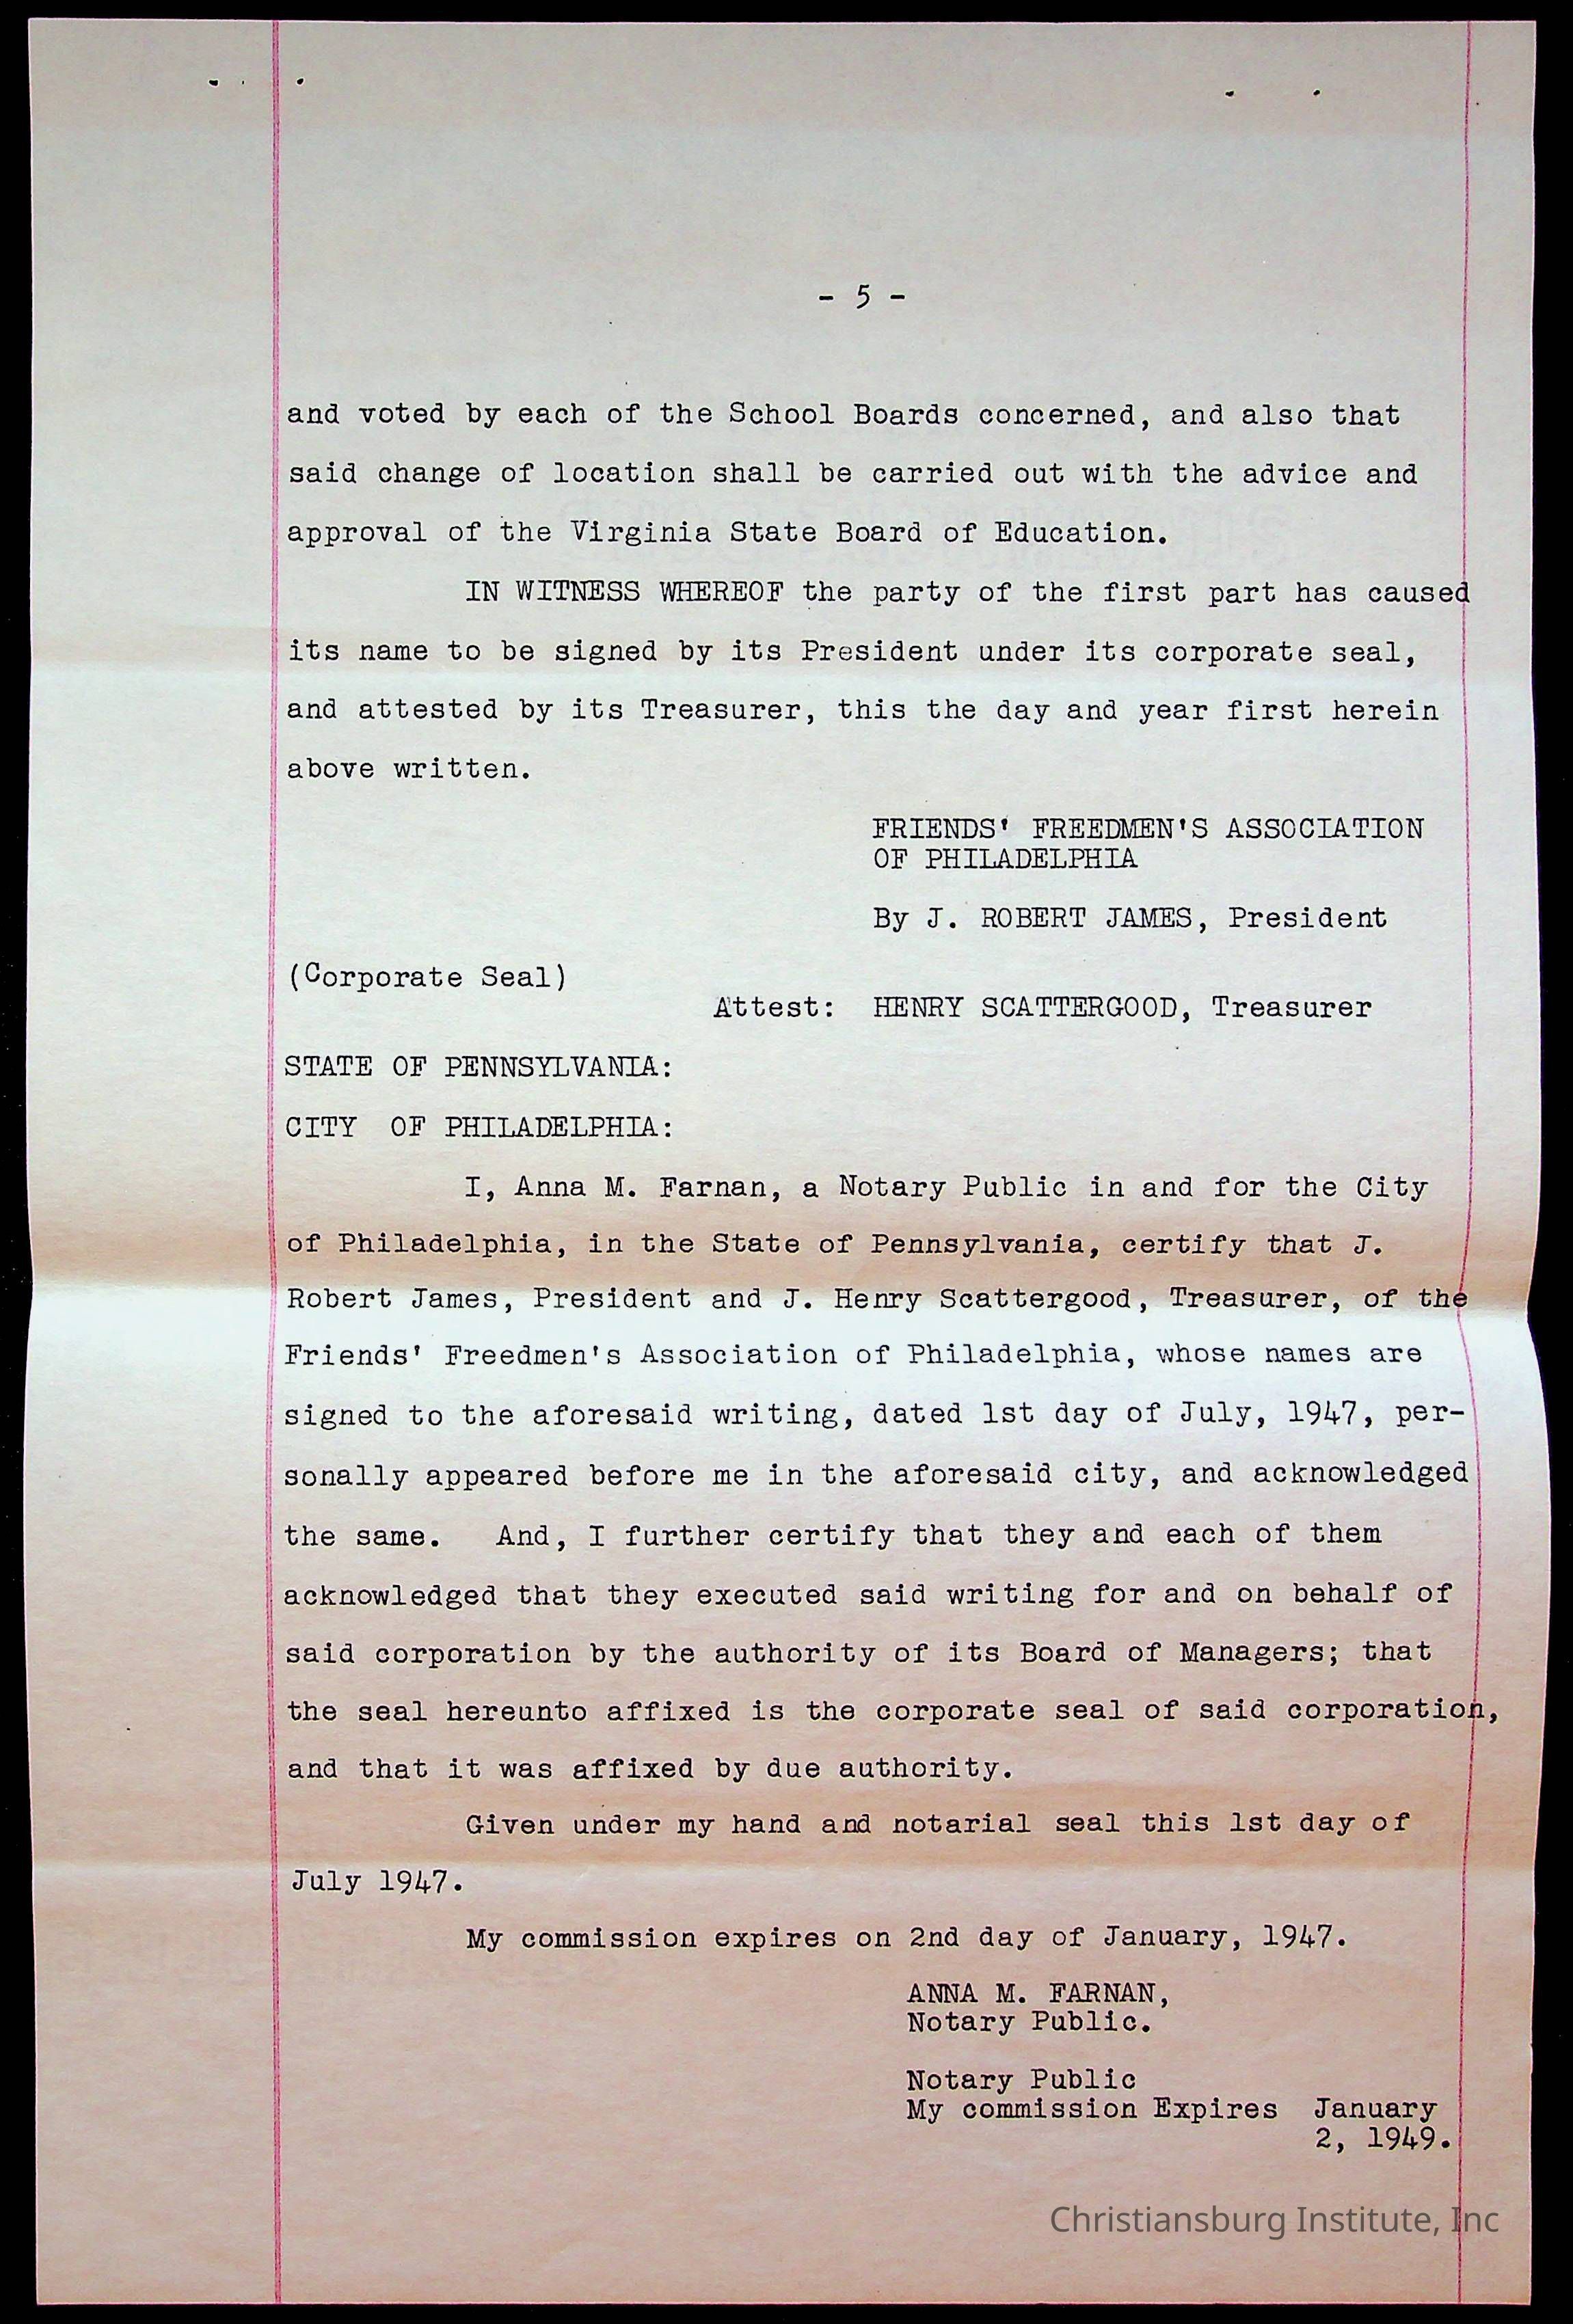 - 5 -
and voted by each of the School Boards concerned, and also that
said change of location shall be carried out with the advice and
approval of the Virginia State Board of Education.
IN WITNESS WHEREOF the party of the first part has caused
its name to be signed by its President under its corporate seal,
and attested by its Treasurer, this the day and year first herein
above written.
FRIENDS' FREEDMEN'S ASSOCIATION
OF PHILADELPHIA
By J. ROBERT JAMES, President
(Corporate Seal)
Attest: HENRY SCATTERGOOD, Treasurer
STATE OF PENNSYLVANIA:
CITY OF PHILADELPHIA:
I, Anna M. Farnan, a Notary Public in and for the City
of Philadelphia, in the State of Pennsylvania, certify that J.
Robert James, President and J. Henry Scattergood, Treasurer, of the
Friends' Freedmen's Association of Philadelphia, whose names are
signed to the aforesaid writing, dated 1st day of July, 1947, per-
sonally appeared before me in the aforesaid city, and acknowledged
the same. And, I further certify that they and each of them
acknowledged that they executed said writing for and on behalf of
said corporation by the authority of its Board of Managers; that
the seal hereunto affixed is the corporate seal of said corporation,
and that it was affixed by due authority.
Given under my hand and notarial seal this 1st day of
July 1947.
My commission expires on 2nd day of January, 1947.
ANNA M. FARNAN,
Notary Public.
Notary Public
My commission Expires January
2, 1949.
Christiansburg Institute, Inc